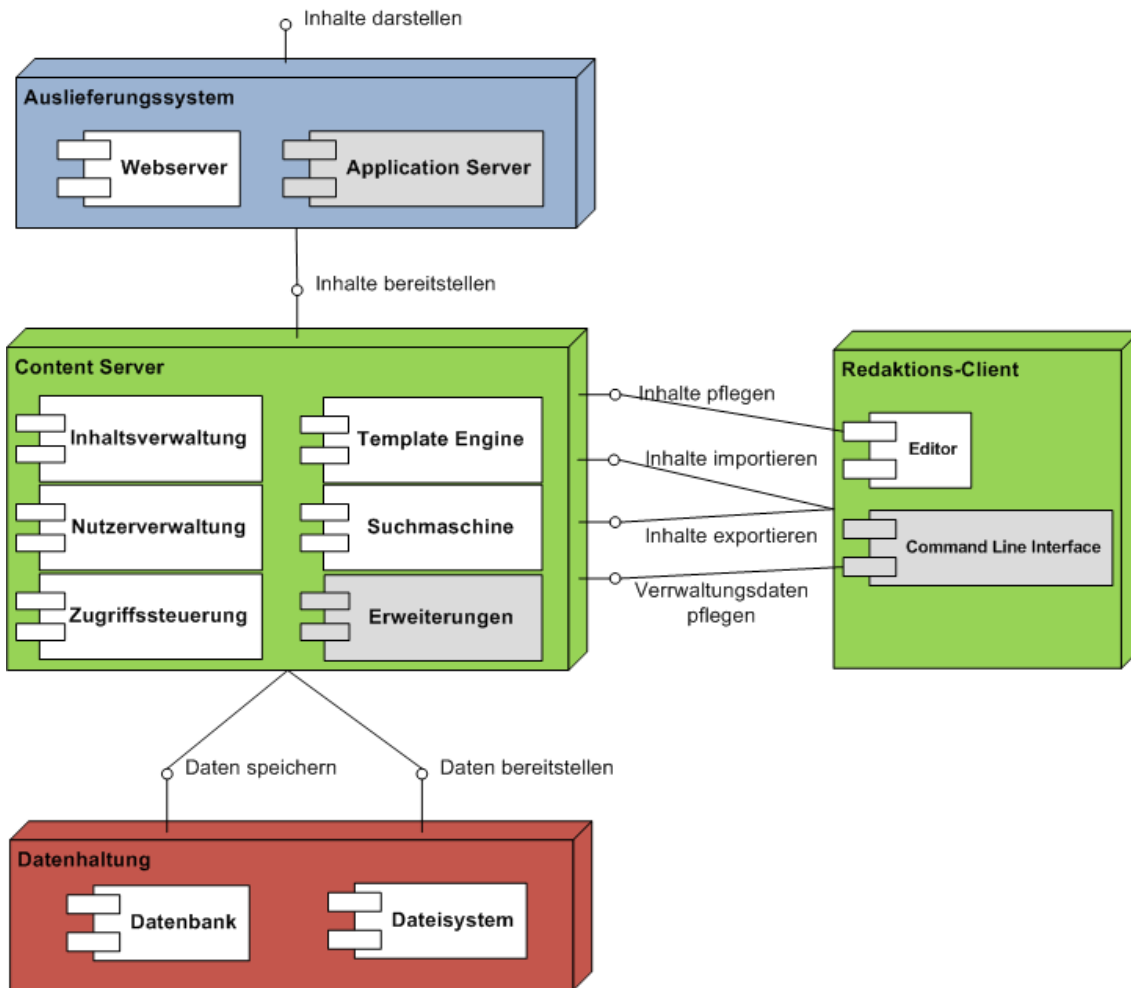 Inhalte darstellen
Auslieferungssystem
Webserver
Application Server
Inhalte bereitstellen
Content Server
Inhaltsverwaltung
Template Engine
Nutzerverwaltung
Suchmaschine
Zugriffssteuerung
Erweiterungen
Inhalte pflegen
Inhalte importieren
Inhalte exportieren
Verrwaltungsdaten
pflegen
Redaktions-Client
Editor
Command Line Interface
Daten speichern
Daten bereitstellen
Datenhaltung
Datenbank
Dateisystem